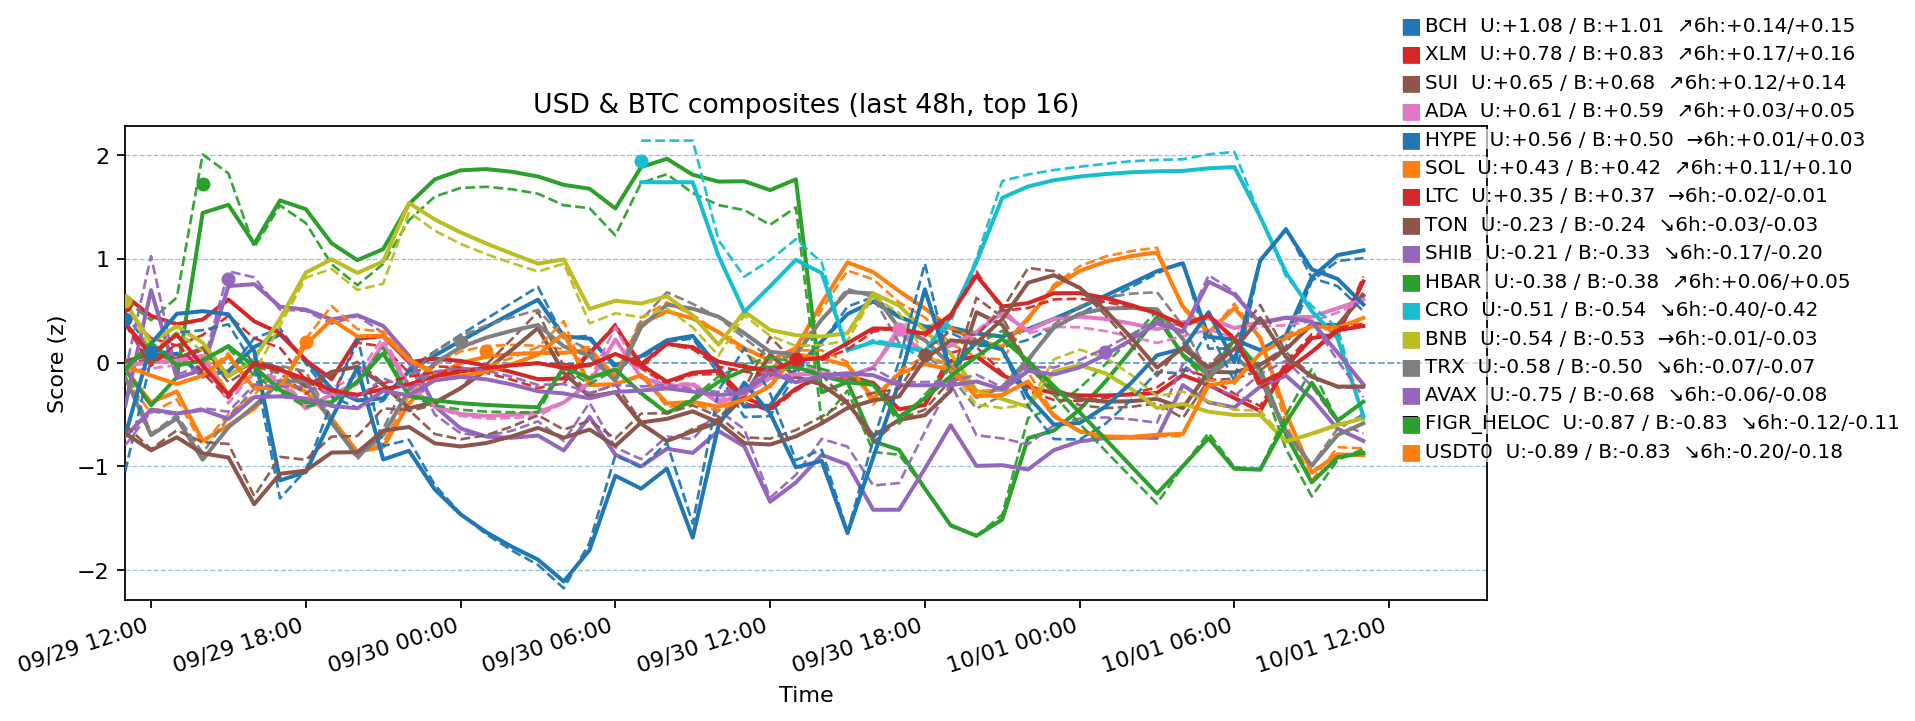 BCH  U:+1.08 / B:+1.01  ↗6h:+0.14/+0.15
XLM  U:+0.78 / B:+0.83  ↗6h:+0.17/+0.16
SUI  U:+0.65 / B:+0.68  ↗6h:+0.12/+0.14
ADA  U:+0.61 / B:+0.59  ↗6h:+0.03/+0.05
HYPE  U:+0.56 / B:+0.50  →6h:+0.01/+0.03
SOL  U:+0.43 / B:+0.42  ↗6h:+0.11/+0.10
LTC  U:+0.35 / B:+0.37  →6h:-0.02/-0.01
TON  U:-0.23 / B:-0.24  ↘6h:-0.03/-0.03
SHIB  U:-0.21 / B:-0.33  ↘6h:-0.17/-0.20
HBAR  U:-0.38 / B:-0.38  ↗6h:+0.06/+0.05
CRO  U:-0.51 / B:-0.54  ↘6h:-0.40/-0.42
BNB  U:-0.54 / B:-0.53  →6h:-0.01/-0.03
TRX  U:-0.58 / B:-0.50  ↘6h:-0.07/-0.07
AVAX  U:-0.75 / B:-0.68  ↘6h:-0.06/-0.08
FIGR_HELOC  U:-0.87 / B:-0.83  ↘6h:-0.12/-0.11
USDT0  U:-0.89 / B:-0.83  ↘6h:-0.20/-0.18
USD & BTC composites (last 48h, top 16)
Score (z)
2
1
0
−1
−2
09/29 12:00
09/29 18:00
09/30 00:00
09/30 06:00
09/30 12:00
09/30 18:00
10/01 00:00
10/01 06:00
10/01 12:00
Time